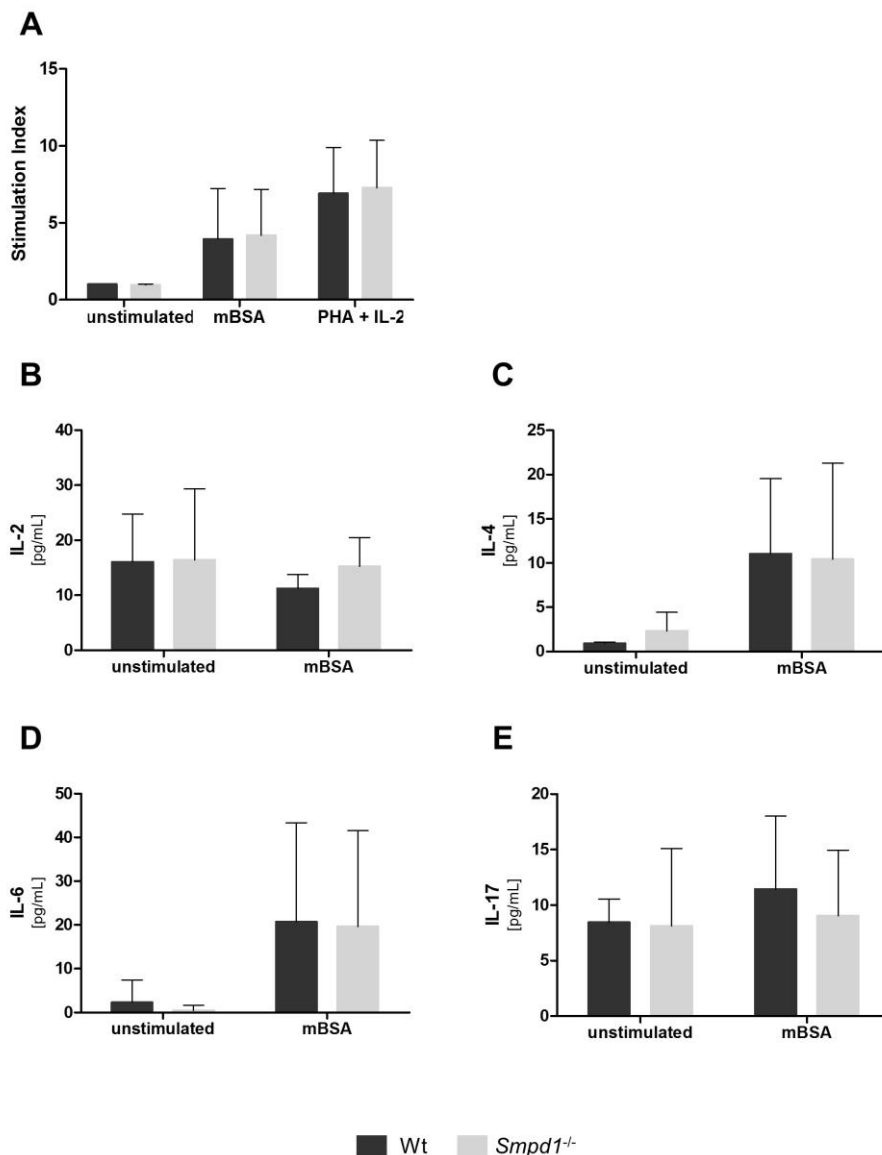 A
15
10
5
0
Stimulation Index
unstimulated mBSA PHA + IL-2
B
40
30
20
10
0
IL-2
[pg/mL]
unstimulated mBSA
C
25
20
15
10
5
0
IL-4
[pg/mL]
unstimulated mBSA
D
50
40
30
20
10
0
IL-6
[pg/mL]
unstimulated mBSA
E
20
15
10
5
0
IL-17
[pg/mL]
unstimulated mBSA
Wt Smpd1-/-